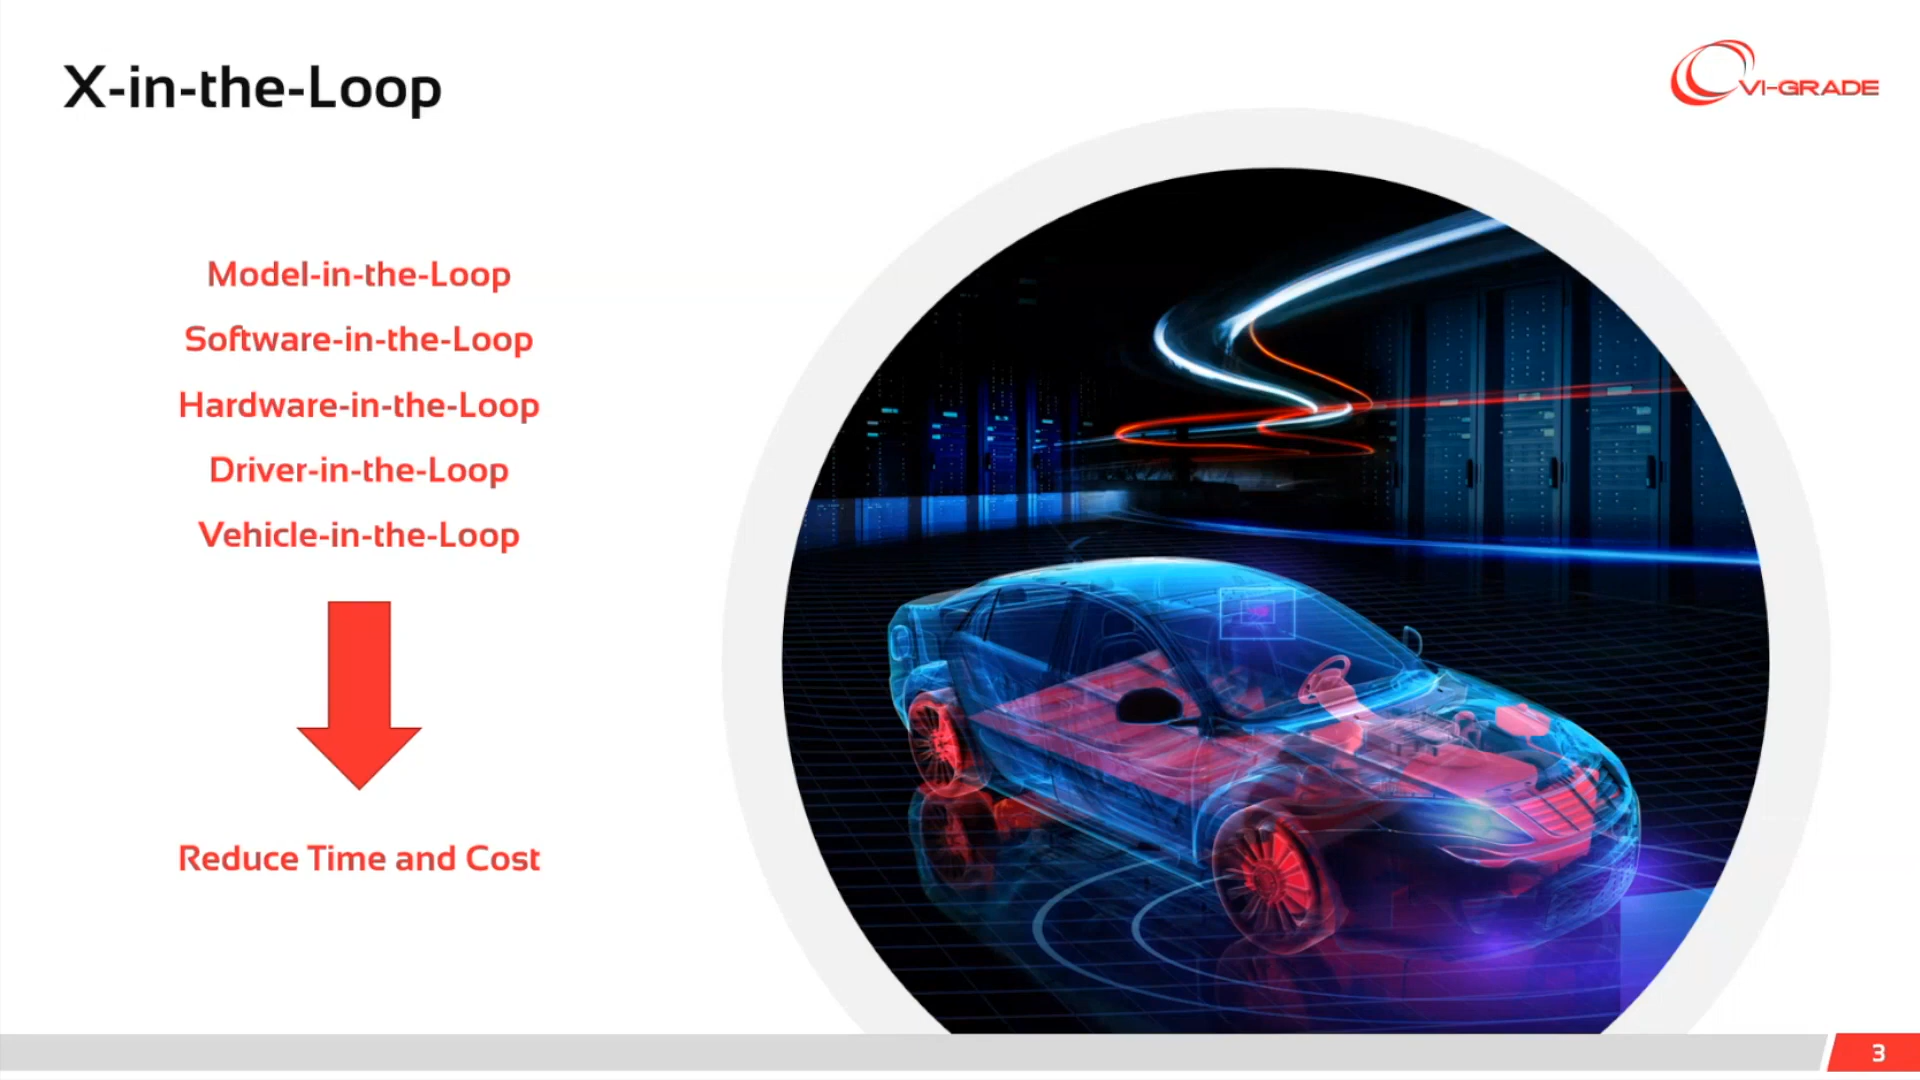 X-in-the-Loop
VI-GRADE
Model-in-the-Loop
Software-in-the-Loop
Hardware-in-the-Loop
Driver-in-the-Loop
Vehicle-in-the-Loop
Reduce Time and Cost
3